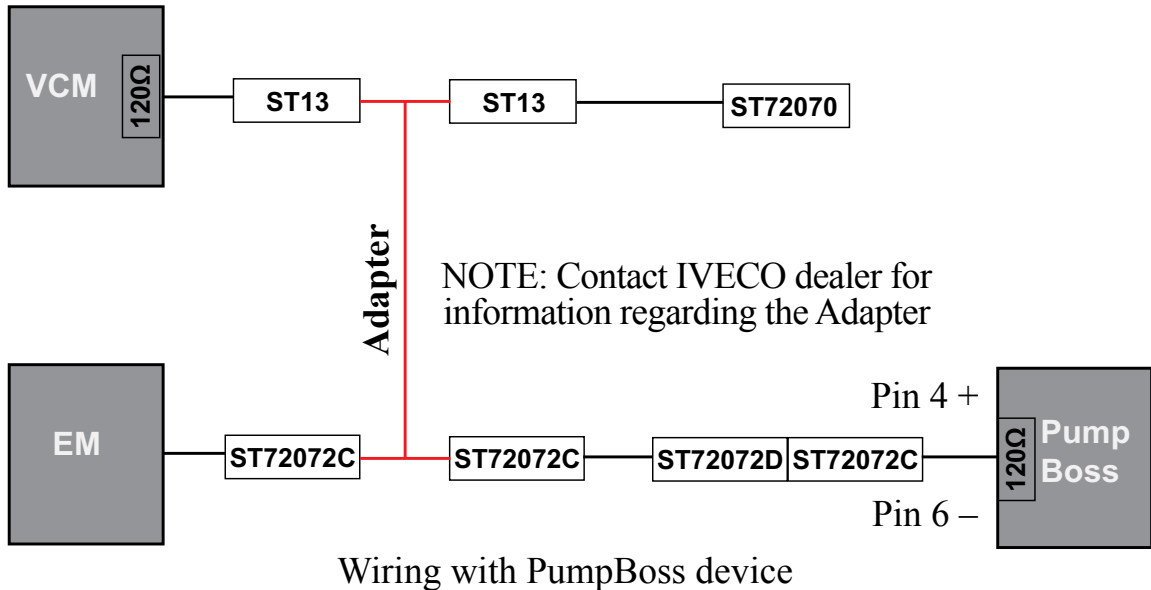 VCM
120Ω
ST13
ST13
ST72070
Adapter
NOTE: Contact IVECO dealer for
information regarding the Adapter
EM
ST72072C
ST72072C
ST72072D
ST72072C
Pin 4 +
120Ω
Pump
Boss
Pin 6 –
Wiring with PumpBoss device